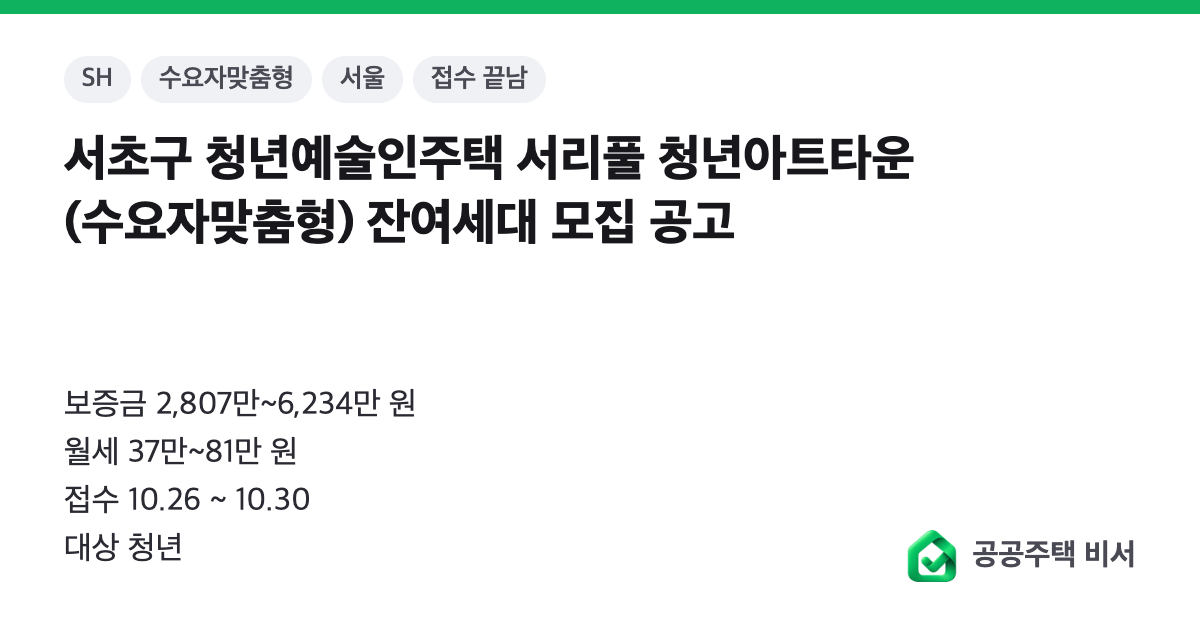 SH 수요자맞춤형 서울 접수 끝남
서초구 청년예술인주택 서리풀 청년아트타운
(수요자맞춤형) 잔여세대 모집 공고
보증금 2,807만~6,234만 원
월세 37만~81만 원
접수 10.26 ~ 10.30
대상 청년
공공주택 비서